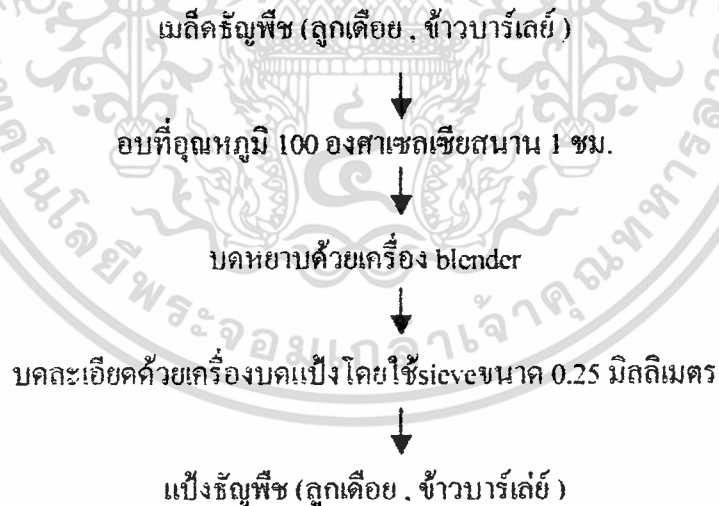 เมล็ดธัญพืช (ลูกเดือย , ข้าวบาร์เลย์ )
อบที่อุณหภูมิ 100 องศาเซลเซียสนาน 1 ชม.
บดหยาบด้วยเครื่อง blender
บดละเอียดด้วยเครื่องบดแป้งโดยใช้sieveขนาด 0.25 มิลลิเมตร
แป้งธัญพืช (ลูกเดือย , ข้าวบาร์เล่ย์ )